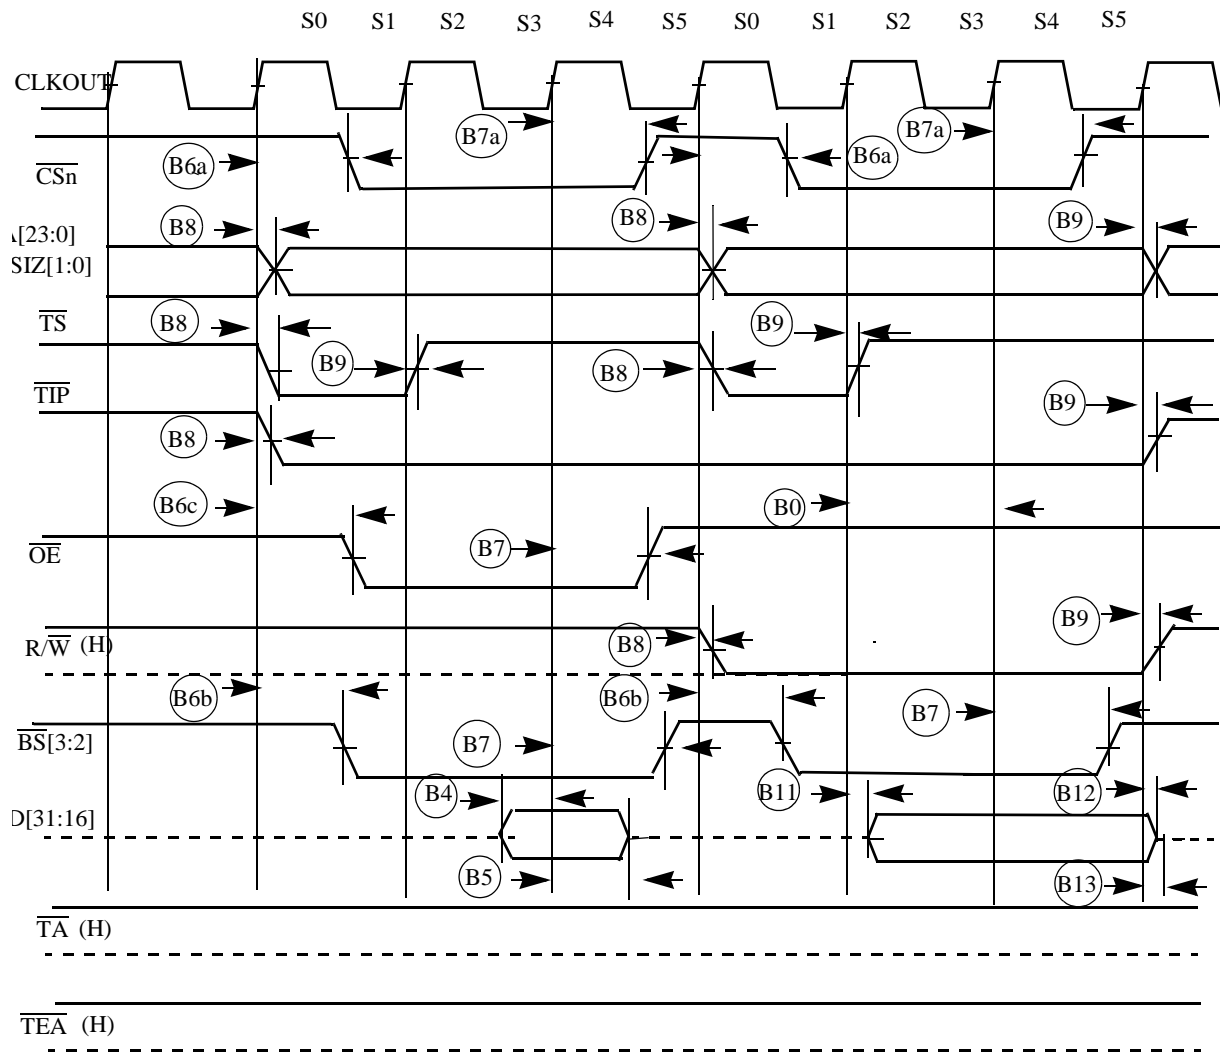 S0 S1 S2 S3 S4 S5 S0 S1 S2 S3 S4 S5
CLKOUT
B7a B7a
B6a B6a
CSn
B8 B8 B9
A[23:0]
SIZ[1:0]
TS
B8 B9
B9 B8
TIP
B9
B8
B6c B0
OE
B7
R/W (H)
B8 B9
B6b B6b B7
BS[3:2]
B7
B4 B11 B12
D[31:16]
B5 B13
TA (H)
TEA (H)